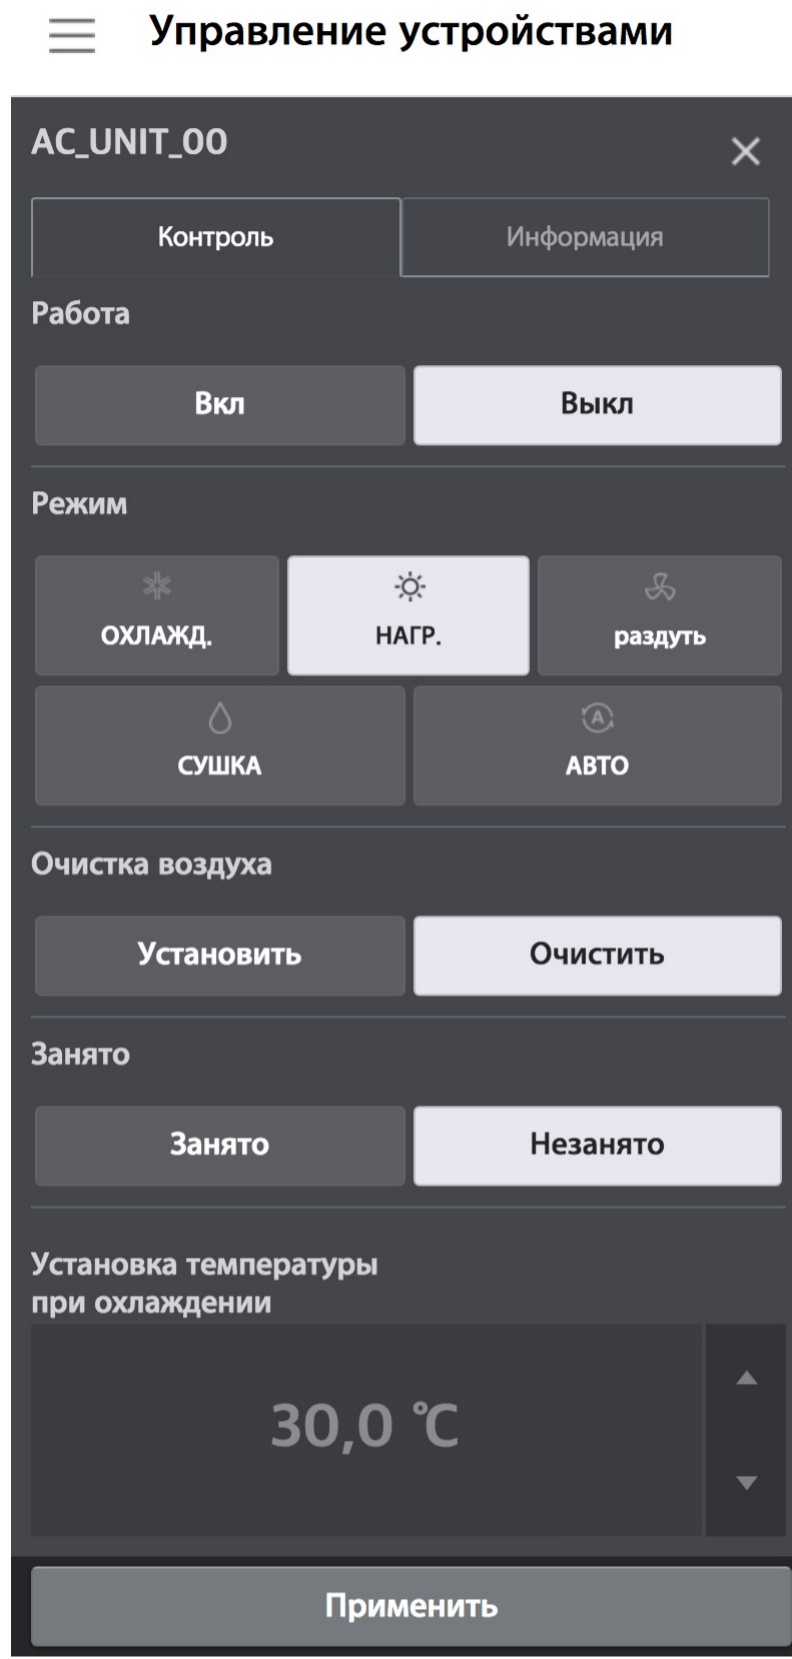 Управление устройствами
AC_UNIT_00
Контроль
Информация
Работа
Вкл
Выкл
Режим
ОХЛАЖД.
НАГР.
раздуть
A
СУШКА
АВТО
Очистка воздуха
Установить
Очистить
Занято
Занято
Незанято
Установка температуры
при охлаждении
30,0 ℃
Применить